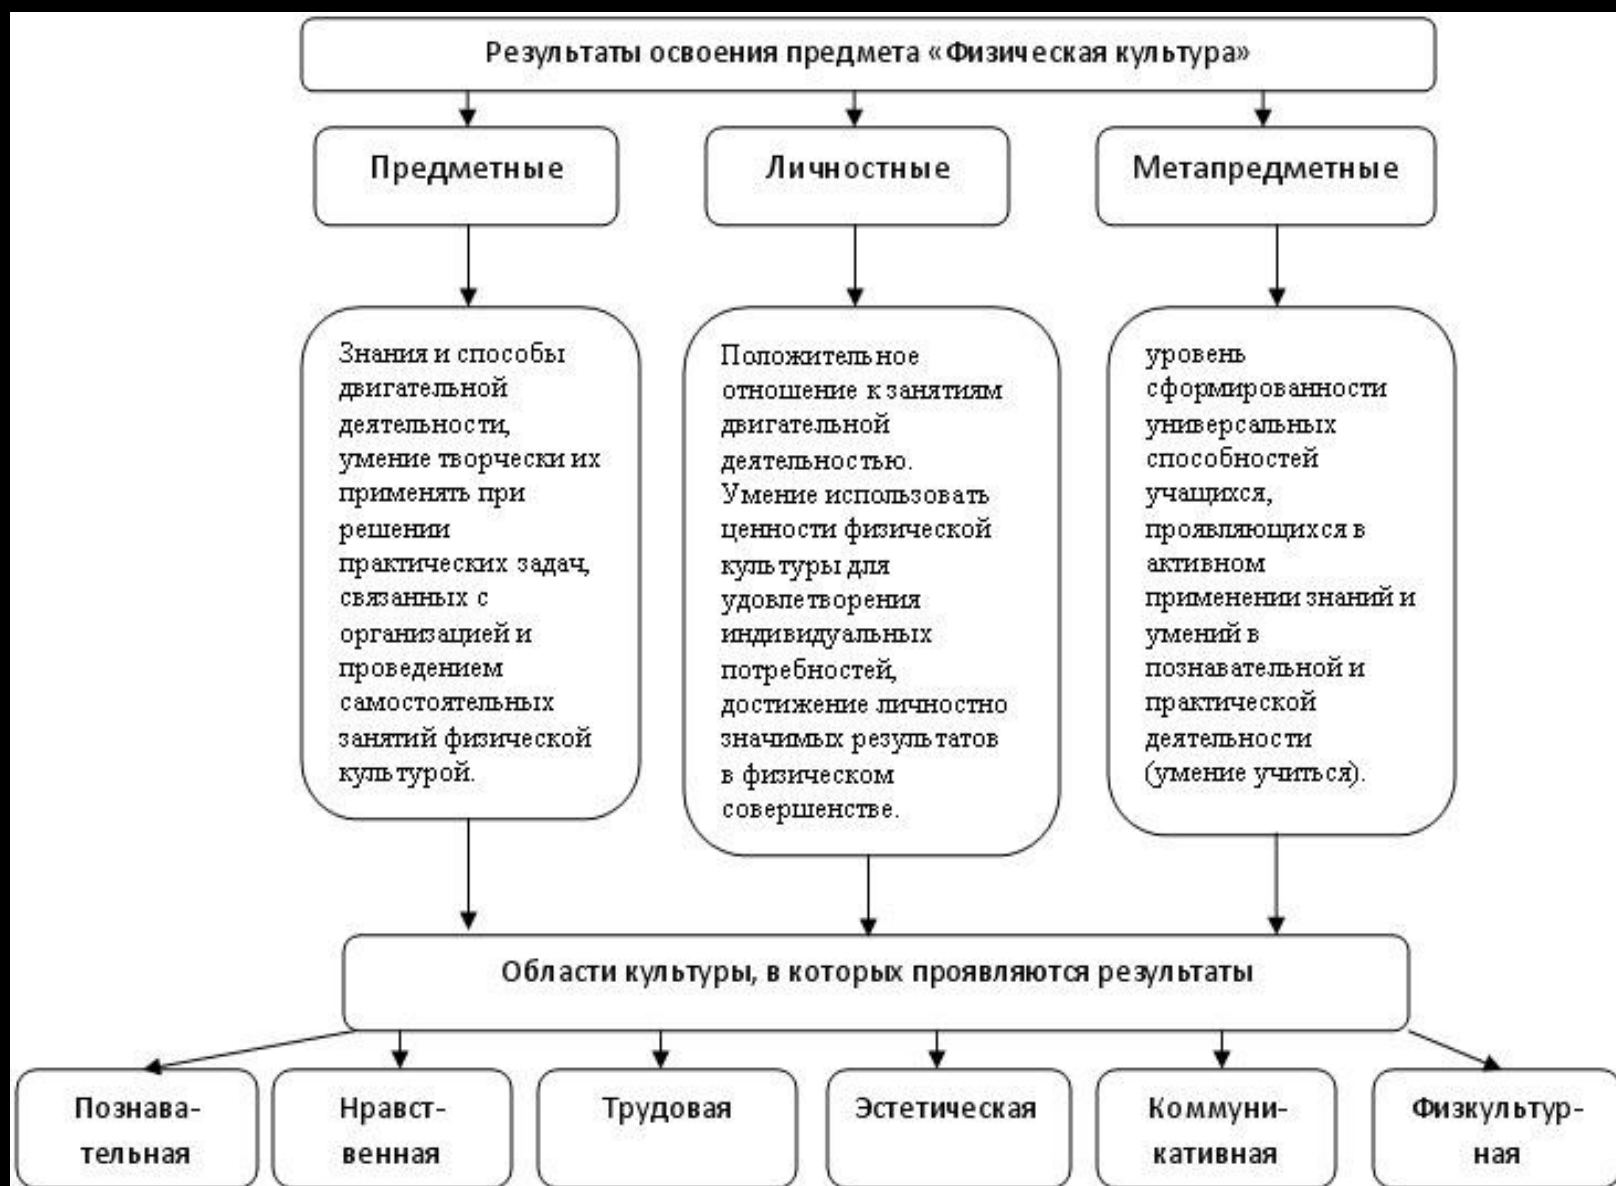 Результаты освоения предмета «Физическая культура»
Предметные
Личностные
Метапредметные
Знания и способы
двигательной
деятельности,
умение творчески их
применять при
решении
практических задач,
связанных с
организацией и
проведением
самостоятельных
занятий физической
культурой.
Положительное
отношение к занятиям
двигательной
деятельностью.
Умение использовать
ценности физической
культуры для
удовлетворения
индивидуальных
потребностей,
достижение личностно
значимых результатов
в физическом
совершенстве.
уровень
сформированности
универсальных
способностей
учащихся,
проявляющихся в
активном
применении знаний и
умений в
познавательной и
практической
деятельности
(умение учиться).
Области культуры, в которых проявляются результаты
Познава-
тельная
Нравст-
венная
Трудовая
Эстетическая
Коммуни-
кативная
Физкультур-
ная